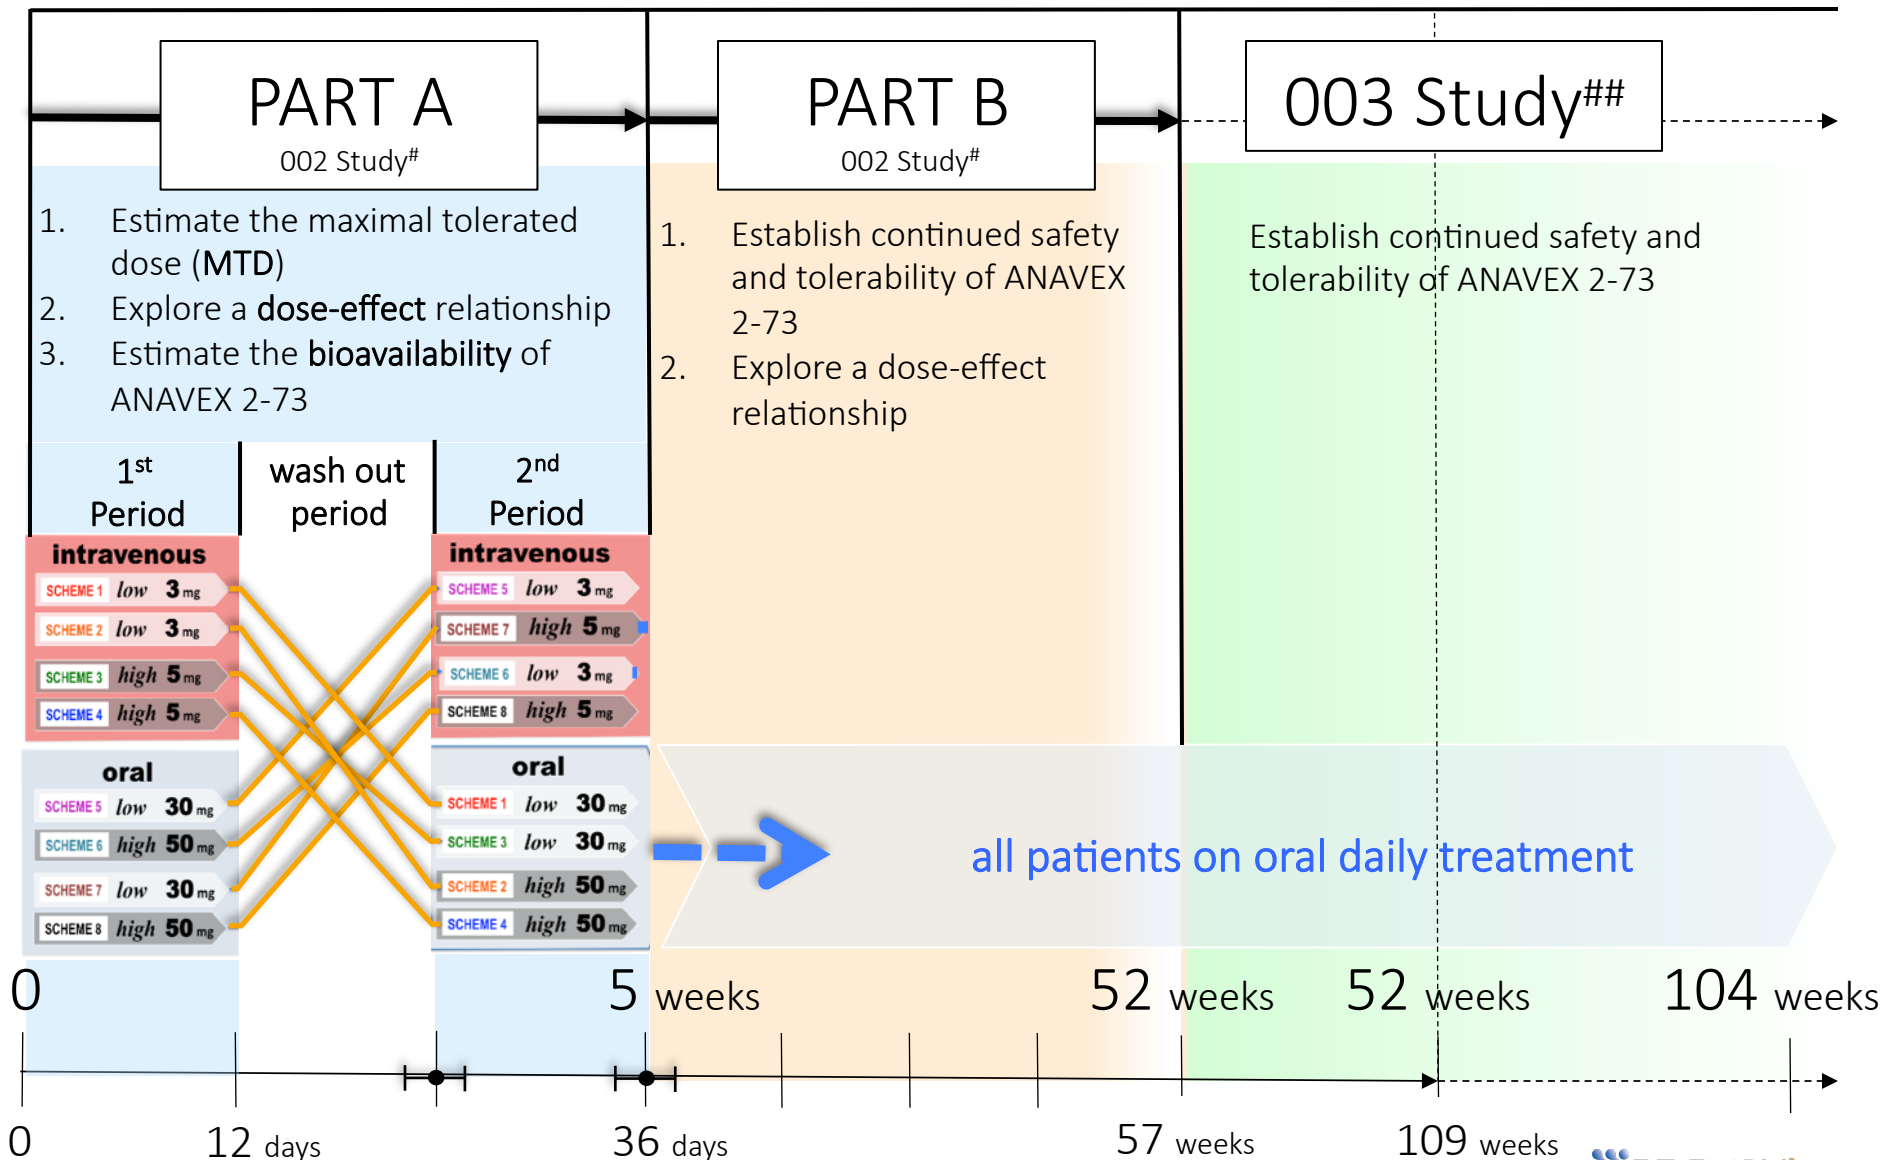 PART A
002 Study#
PART B
002 Study#
003 Study##
1. Estimate the maximal tolerated
dose (MTD)
2. Explore a dose-effect relationship
3. Estimate the bioavailability of
ANAVEX 2-73
1. Establish continued safety
and tolerability of ANAVEX
2-73
2. Explore a dose-effect
relationship
Establish continued safety and
tolerability of ANAVEX 2-73
1st
Period
wash out
period
2nd
Period
intravenous
SCHEME 1 low 3 mg
SCHEME 2 low 3 mg
SCHEME 3 high 5 mg
SCHEME 4 high 5 mg
oral
SCHEME 5 low 30 mg
SCHEME 6 high 50 mg
SCHEME 7 low 30 mg
SCHEME 8 high 50 mg
intravenous
SCHEME 5 low 3 mg
SCHEME 7 high 5 mg
SCHEME 6 low 3 mg
SCHEME 8 high 5 mg
oral
SCHEME 1 low 30 mg
SCHEME 3 low 30 mg
SCHEME 2 high 50 mg
SCHEME 4 high 50 mg
all patients on oral daily treatment
0 5 weeks 52 weeks 52 weeks 104 weeks
0 12 days 36 days 57 weeks 109 weeks